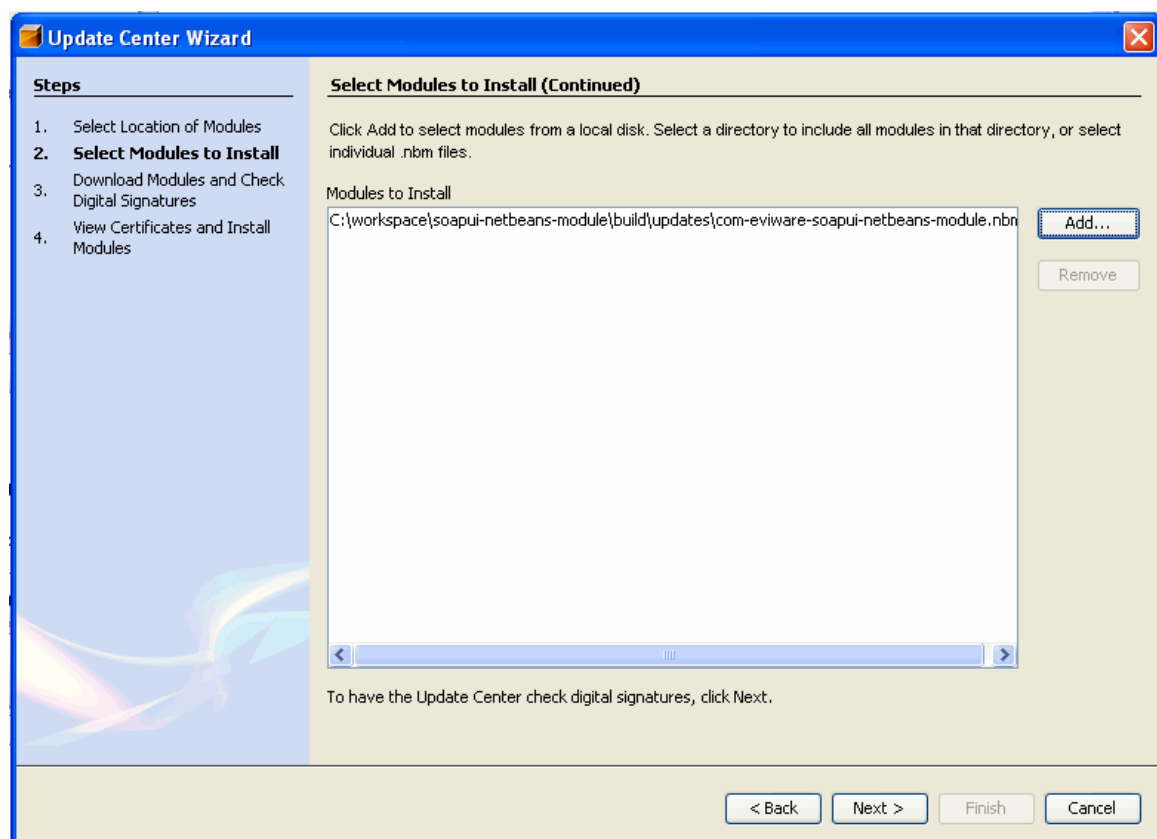 Update Center Wizard
Steps
1. Select Location of Modules
2. Select Modules to Install
3. Download Modules and Check
Digital Signatures
4. View Certificates and Install
Modules
Select Modules to Install (Continued)
Click Add to select modules from a local disk. Select a directory to include all modules in that directory, or select
individual .nbm files.
Modules to Install
C:\workspace\soapui-netbeans-module\build\updates\com-eviware-soapui-netbeans-module.nbm
Add...
Remove
To have the Update Center check digital signatures, click Next.
< Back
Next >
Finish
Cancel